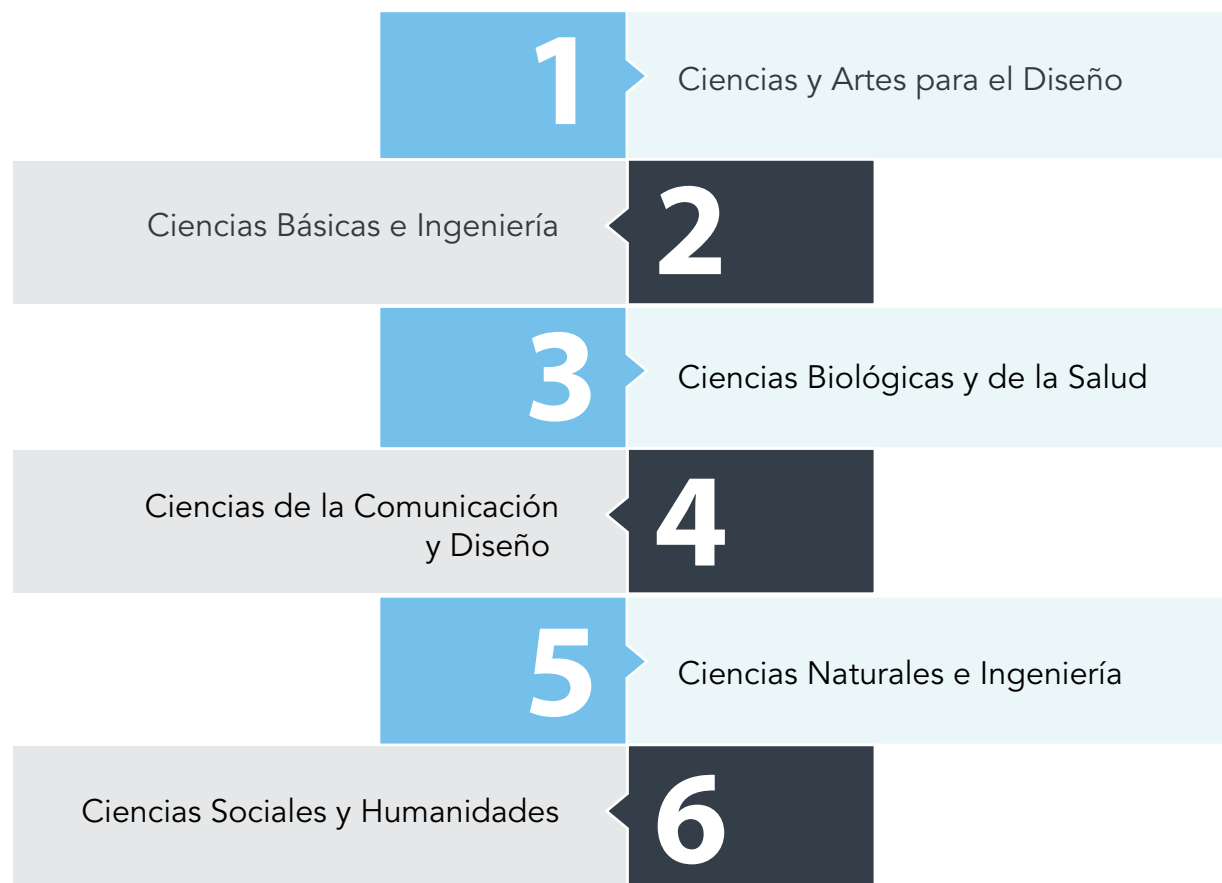 1
Ciencias y Artes para el Diseño
Ciencias Básicas e Ingeniería
2
3
Ciencias Biológicas y de la Salud
Ciencias de la Comunicación
y Diseño
4
5
Ciencias Naturales e Ingeniería
Ciencias Sociales y Humanidades
6